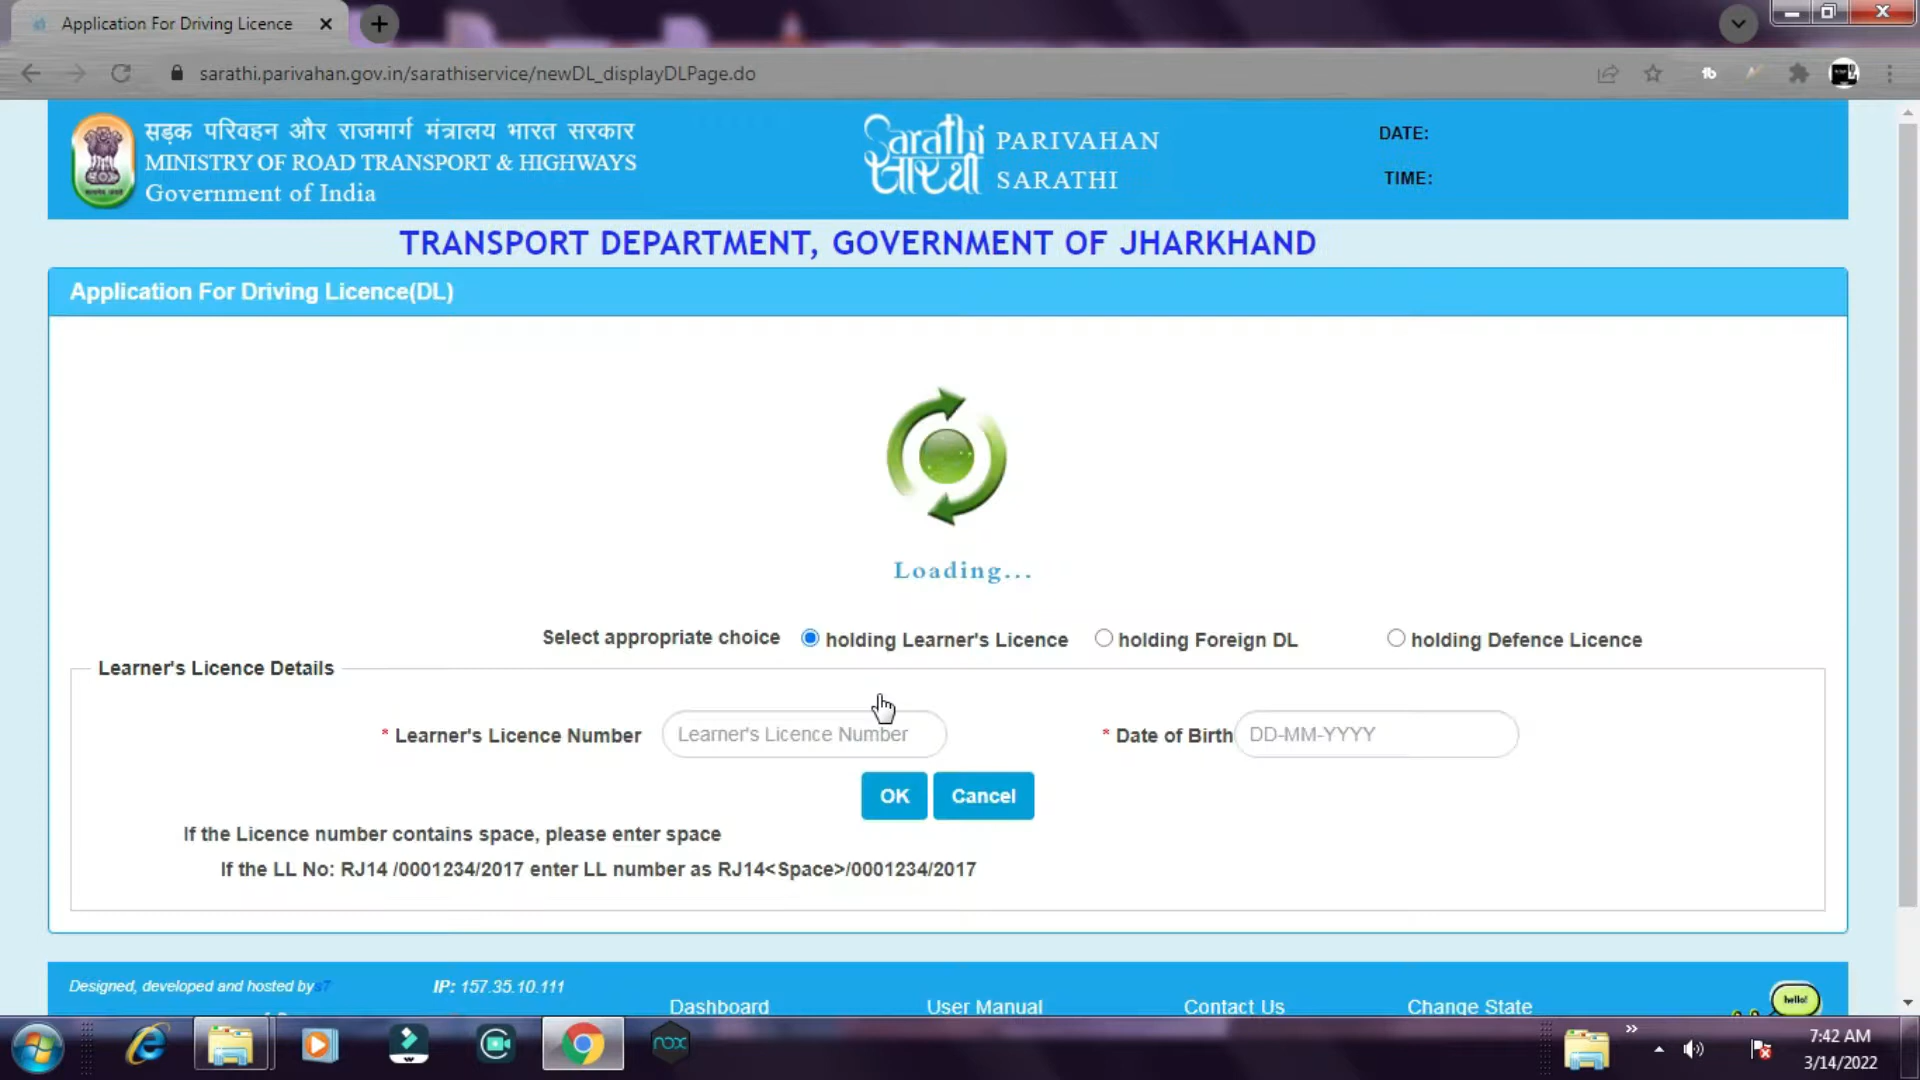 Application For Driving Licence
sarathi.parivahan.gov.in/sarathiservice/newDL_displayDLPage.do
सड़क परिवहन और राजमार्ग मंत्रालय भारत सरकार
MINISTRY OF ROAD TRANSPORT & HIGHWAYS
Government of India
Sarathi
सारथी
PARIVAHAN
SARATHI
DATE:
TIME:
TRANSPORT DEPARTMENT, GOVERNMENT OF JHARKHAND
Application For Driving Licence(DL)
Loading...
Select appropriate choice holding Learner's Licence holding Foreign DL holding Defence Licence
Learner's Licence Details
* Learner's Licence Number Learner's Licence Number * Date of Birth DD-MM-YYYY
OK Cancel
If the Licence number contains space, please enter space
If the LL No: RJ14 /0001234/2017 enter LL number as RJ14<Space>/0001234/2017
Designed, developed and hosted by IP: 157.35.10.111
Dashboard User Manual Contact Us Change State
hello!
nox
7:42 AM
3/14/2022